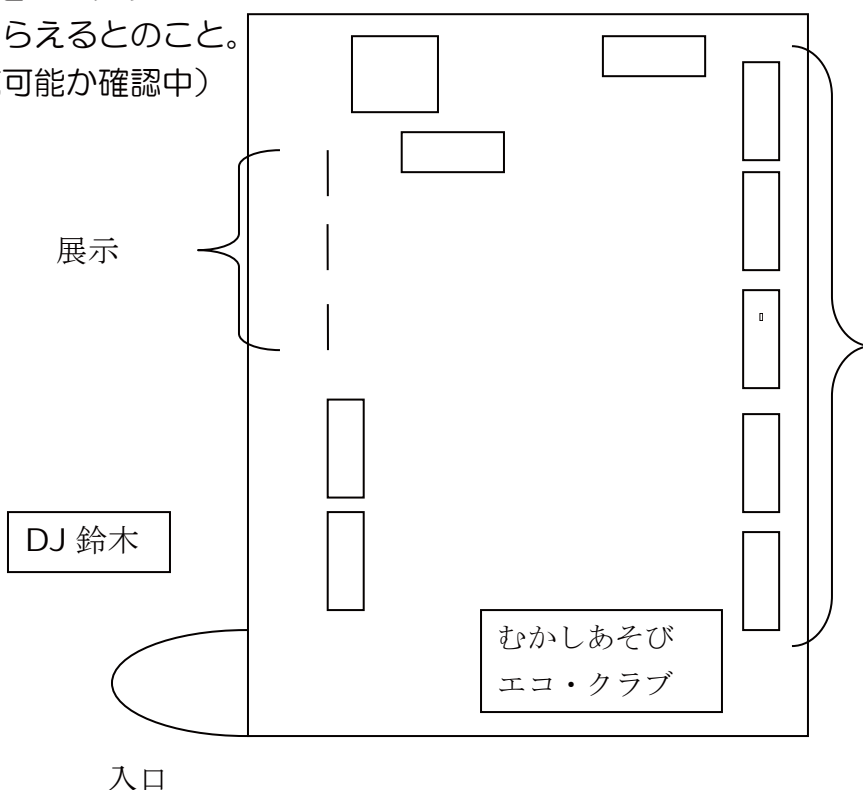 らえるとのこと。
可能か確認中)
展示
DJ 鈴木
むかしあそび
エコ・クラブ
入口